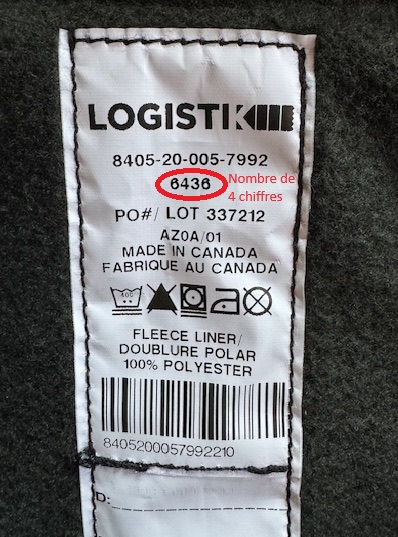 LOGISTIK
8405-20-005-7992
6436
Nombre de
4 chiffres
PO#/ LOT 337212
AZ0A/01
MADE IN CANADA
FABRIQUE AU CANADA
40C
FLEECE LINER/
DOUBLURE POLAR
100% POLYESTER
8405200057992210
D: